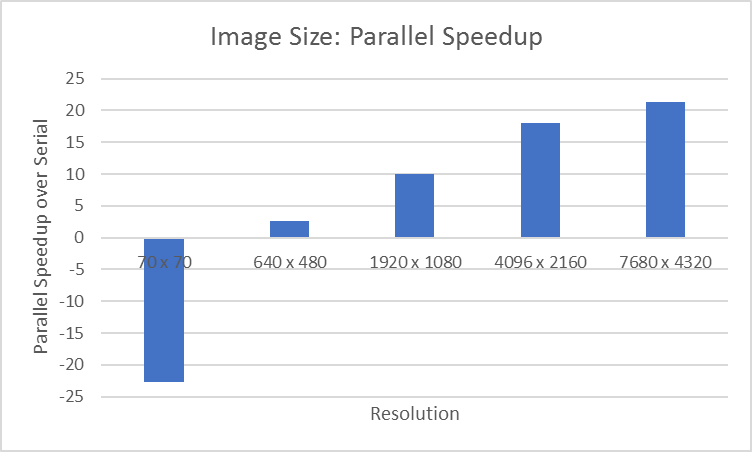 Image Size: Parallel Speedup
Parallel Speedup over Serial
25
20
15
10
5
0
-5
-10
-15
-20
-25
70 x 70
640 x 480
1920 x 1080
4096 x 2160
7680 x 4320
Resolution